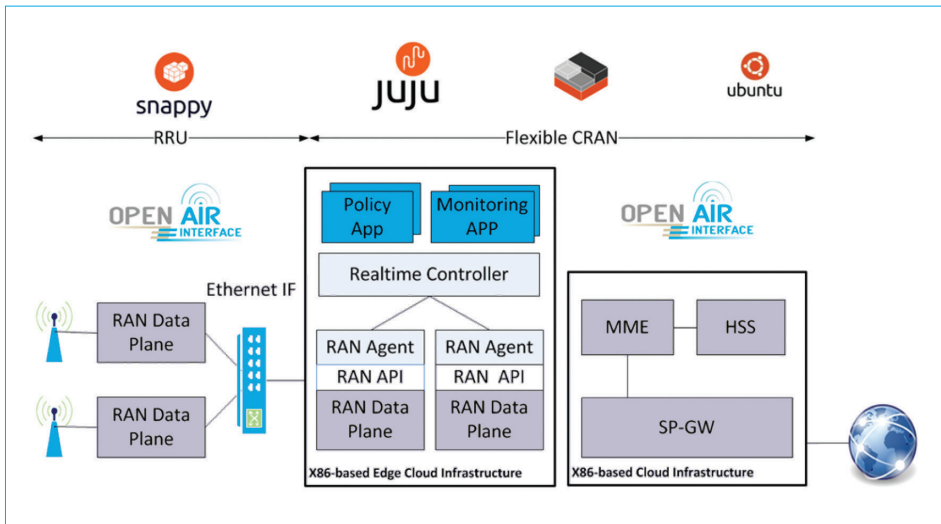 snappy
juju
ubuntu
RRU
Flexible CRAN
OPEN AIR
INTERFACE
OPEN AIR
INTERFACE
Policy
App
Monitoring
APP
Realtime Controller
Ethernet IF
RAN Data
Plane
RAN Data
Plane
RAN Agent
RAN API
RAN Data
Plane
RAN Agent
RAN API
RAN Data
Plane
X86-based Edge Cloud Infrastructure
MME
HSS
SP-GW
X86-based Cloud Infrastructure